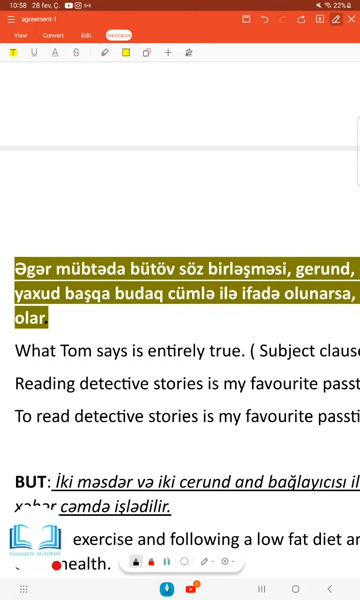 10:58 28 fev, Ç. 22%
agreement-1
View Convert Edit Annotation
T U A S
Əgər mübtəda bütöv söz birləşməsi, gerund,
yaxud başqa budaq cümlə ilə ifadə olunarsa,
olar.
What Tom says is entirely true. ( Subject clause
Reading detective stories is my favourite passt
To read detective stories is my favourite passti
BUT: İki məsdər və iki cerund and bağlayıcısı il
xəbər cəmdə işlədilir.
exercise and following a low fat diet ar
health.
NAMAZOV ACADEMY